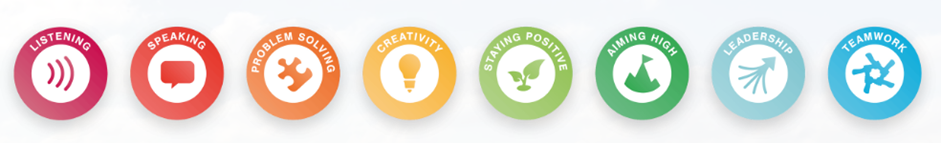 LISTENING
SPEAKING
PROBLEM SOLVING
CREATIVITY
STAYING POSITIVE
AIMING HIGH
LEADERSHIP
TEAMWORK